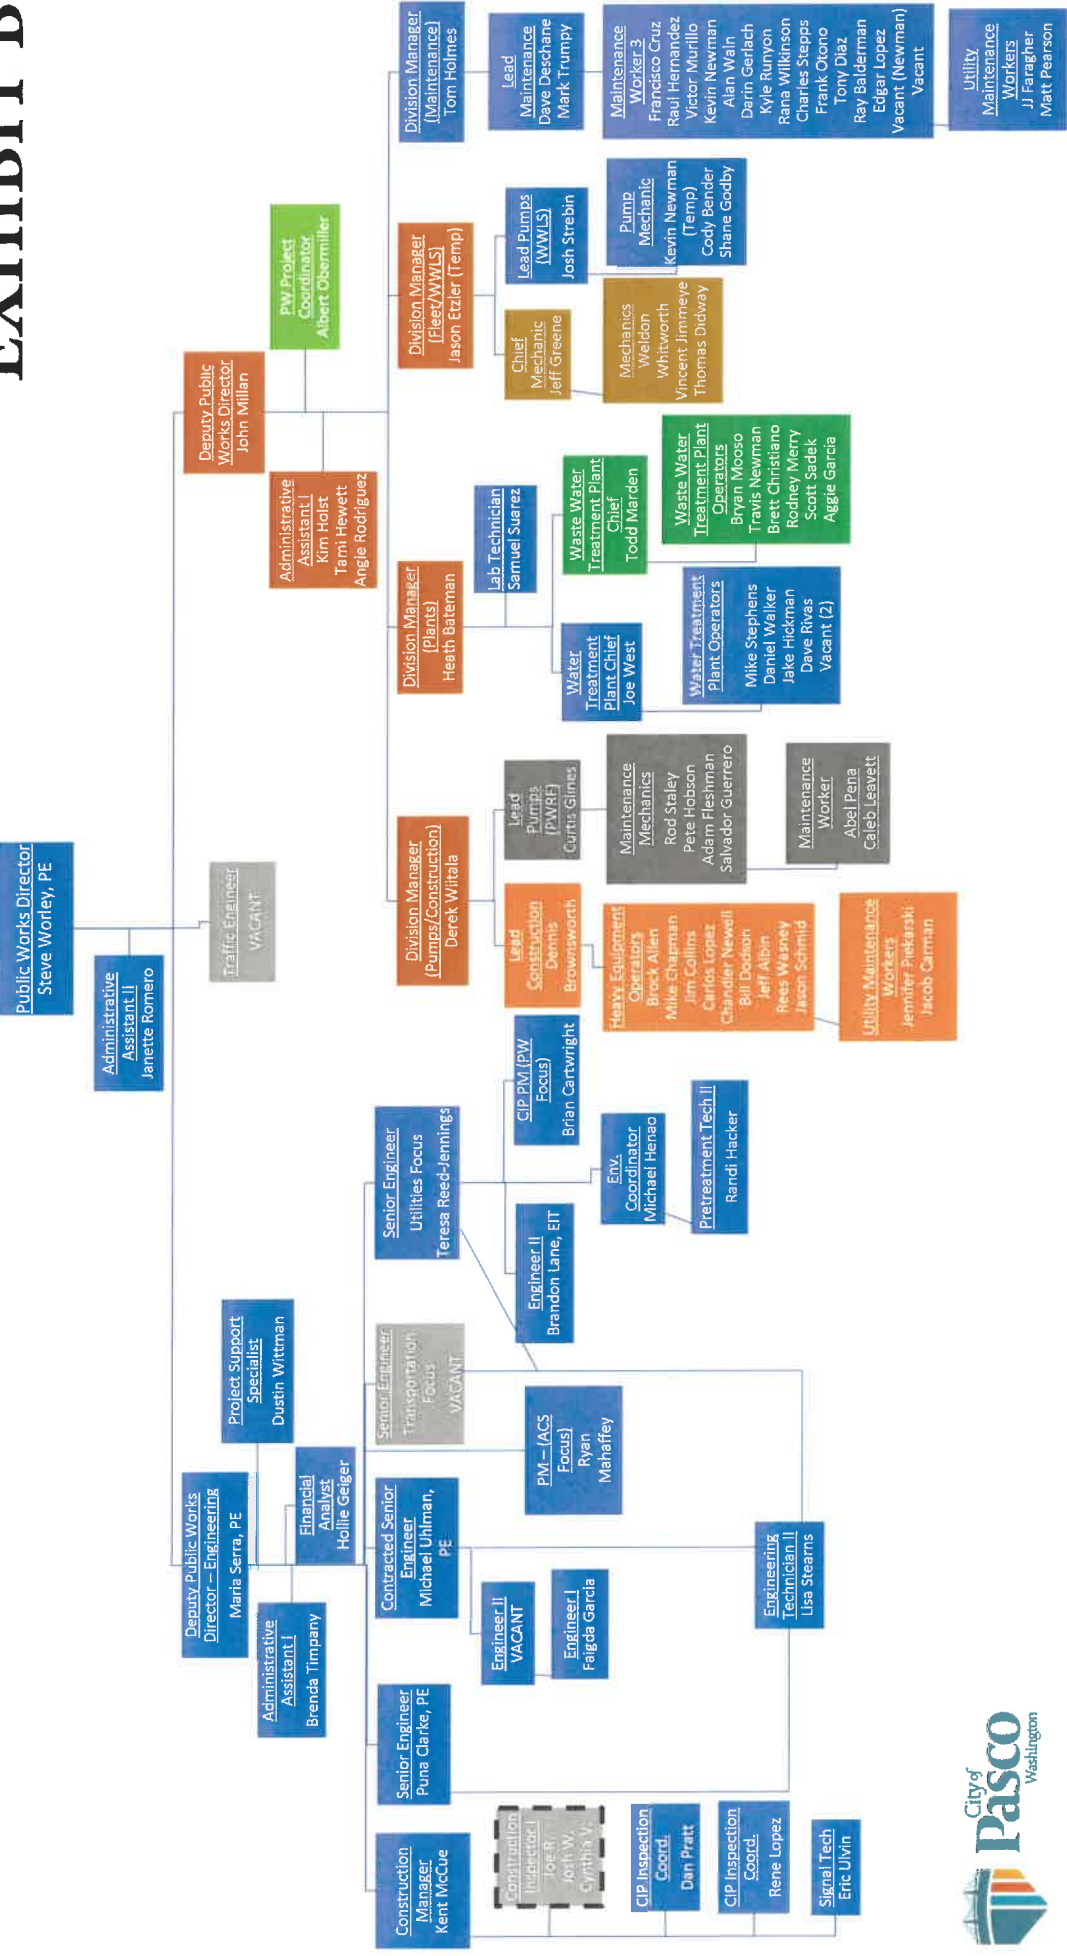 EXHIBIT B
Public Works Director
Steve Worley, PE
Administrative
Assistant II
Janette Romero
Traffic Engineer
VACANT
Deputy Public Works
Director – Engineering
Maria Serra, PE
Project Support
Specialist
Dustin Wittman
Administrative
Assistant I
Brenda Timpany
Financial
Analyst
Hollie Geiger
Construction
Manager
Kent McCue
Construction
Inspector I
Joe R.
Cynthia V.
CIP Inspection
Coord.
Dan Pratt
CIP Inspection
Coord.
Rene Lopez
Signal Tech
Eric Ulvin
Senior Engineer
Puna Clarke, PE
Contracted Senior
Engineer
Michael Uhlman,
PE
Engineer II
VACANT
Engineer I
Faigda Garcia
Engineering
Technician II
Lisa Stearns
Senior Engineer
Transportation
Focus
VACANT
PM – (ACS
Focus)
Ryan
Mahaffey
Senior Engineer
Utilities Focus
Teresa Reed-Jennings
Engineer II
Brandon Lane, EIT
CIP PM (PW
Focus)
Brian Cartwright
Env.
Coordinator
Michael Henao
Pretreatment Tech II
Randi Hacker
Deputy Public
Works Director
John Millan
PW Project
Coordinator
Albert Obermiller
Administrative
Assistant I
Kim Holst
Tami Hewett
Angie Rodriguez
Division Manager
(Pumps/Construction)
Derek Wiitala
Lead
Construction
Dennis
Brownsworth
Heavy Equipment
Operators
Brock Allen
Mike Chapman
Jim Collins
Carlos Lopez
Chandler Newell
Bill Dodson
Jeff Albin
Rees Wasney
Jason Schmid
Utility Maintenance
Workers
Jennifer Piekarski
Jacob Carman
Lead
Pumps
(PWRF)
Curtis Glines
Maintenance
Mechanics
Rod Staley
Pete Hobson
Adam Fleshman
Salvador Guerrero
Maintenance
Worker
Abel Pena
Caleb Leavett
Division Manager
(Plants)
Heath Bateman
Lab Technician
Samuel Suarez
Water
Treatment
Plant Chief
Joe West
Water Treatment
Plant Operators
Mike Stephens
Daniel Walker
Jake Hickman
Dave Rivas
Vacant (2)
Waste Water
Treatment Plant
Chief
Todd Marden
Waste Water
Treatment Plant
Operators
Bryan Mooso
Travis Newman
Brett Christiano
Rodney Merry
Scott Sadek
Aggie Garcia
Division Manager
(Fleet/WWLS)
Jason Etzler (Temp)
Chief
Mechanic
Jeff Greene
Mechanics
Weldon
Whitworth
Vincent Jimmeye
Thomas Didway
Lead Pumps
(WWLS)
Josh Strebin
Pump
Mechanic
Kevin Newman
(Temp)
Cody Bender
Shane Godby
Division Manager
(Maintenance)
Tom Holmes
Lead
Maintenance
Dave Deschane
Mark Trumpy
Maintenance
Worker 3
Francisco Cruz
Raul Hernandez
Victor Murillo
Kevin Newman
Alan Wain
Darin Gerlach
Kyle Runyon
Rana Wilkinson
Charles Stepps
Frank Otono
Tony Diaz
Ray Balderman
Edgar Lopez
Vacant (Newman)
Vacant
Utility
Maintenance
Workers
JJ Faragher
Matt Pearson
City of
Pasco
Washington